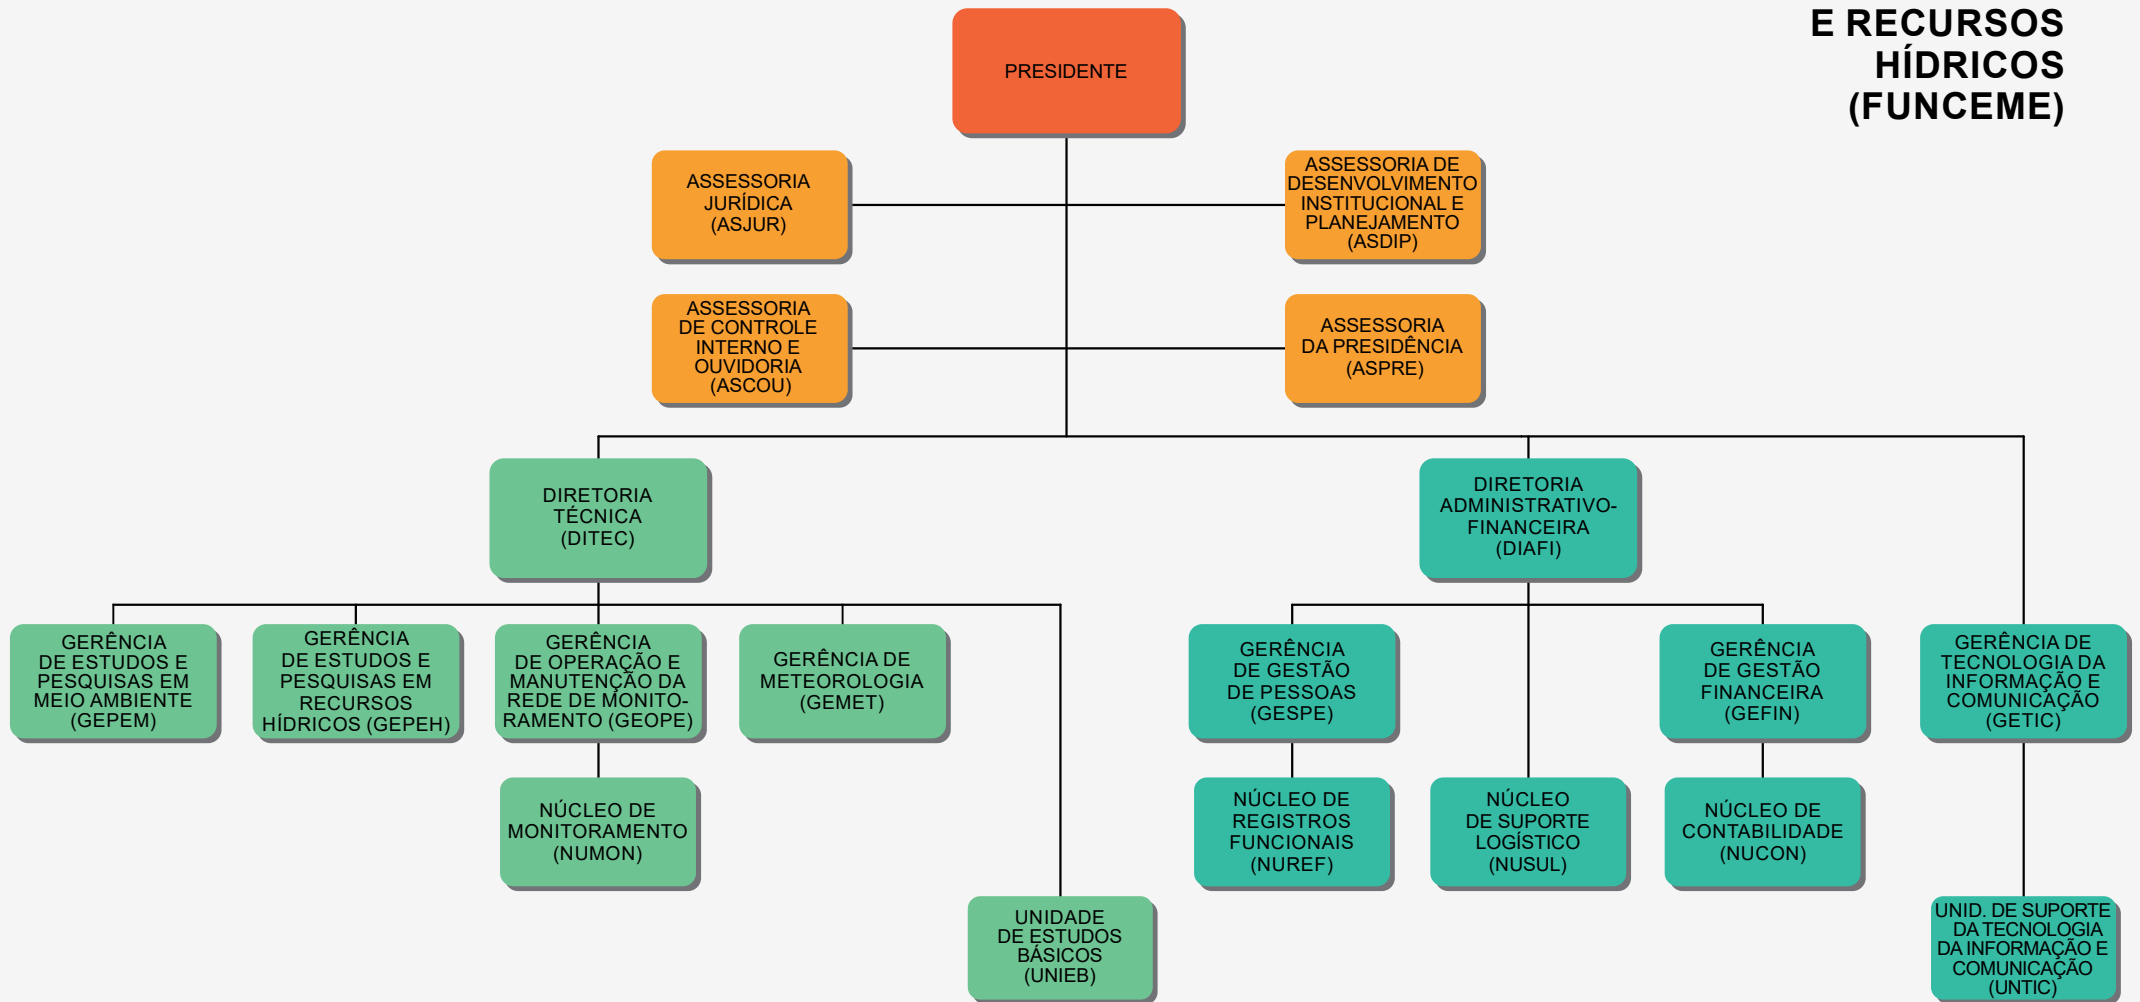 E RECURSOS
HÍDRICOS
(FUNCEME)
PRESIDENTE
ASSESSORIA
JURÍDICA
(ASJUR)
ASSESSORIA DE
DESENVOLVIMENTO
INSTITUCIONAL E
PLANEJAMENTO
(ASDIP)
ASSESSORIA
DE CONTROLE
INTERNO E
OUVIDORIA
(ASCOU)
ASSESSORIA
DA PRESIDÊNCIA
(ASPRE)
DIRETORIA
TÉCNICA
(DITEC)
DIRETORIA
ADMINISTRATIVO-
FINANCEIRA
(DIAFI)
GERÊNCIA
DE ESTUDOS E
PESQUISAS EM
MEIO AMBIENTE
(GEPEM)
GERÊNCIA
DE ESTUDOS E
PESQUISAS EM
RECURSOS
HÍDRICOS (GEPEH)
GERÊNCIA
DE OPERAÇÃO E
MANUTENÇÃO DA
REDE DE MONITO-
RAMENTO (GEOPE)
GERÊNCIA DE
METEOROLOGIA
(GEMET)
GERÊNCIA
DE GESTÃO
DE PESSOAS
(GESPE)
GERÊNCIA
DE GESTÃO
FINANCEIRA
(GEFIN)
GERÊNCIA DE
TECNOLOGIA DA
INFORMAÇÃO E
COMUNICAÇÃO
(GETIC)
NÚCLEO DE
MONITORAMENTO
(NUMON)
NÚCLEO DE
REGISTROS
FUNCIONAIS
(NUREF)
NÚCLEO
DE SUPORTE
LOGÍSTICO
(NUSUL)
NÚCLEO DE
CONTABILIDADE
(NUCON)
UNIDADE
DE ESTUDOS
BÁSICOS
(UNIEB)
UNID. DE SUPORTE
DA TECNOLOGIA
DA INFORMAÇÃO E
COMUNICAÇÃO
(UNTIC)